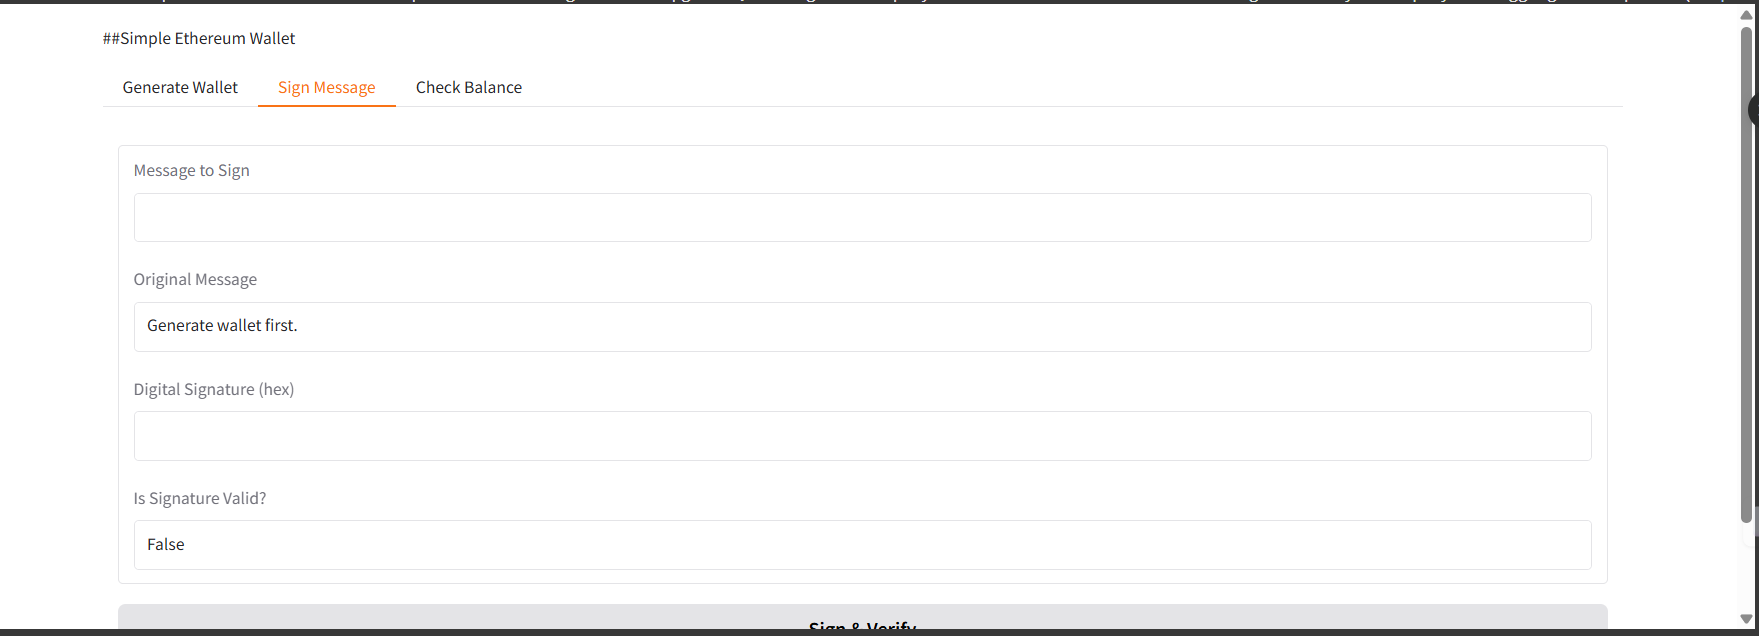 ##Simple Ethereum Wallet
Generate Wallet Sign Message Check Balance
Message to Sign
Original Message
Generate wallet first.
Digital Signature (hex)
Is Signature Valid?
False
Sign & Verify